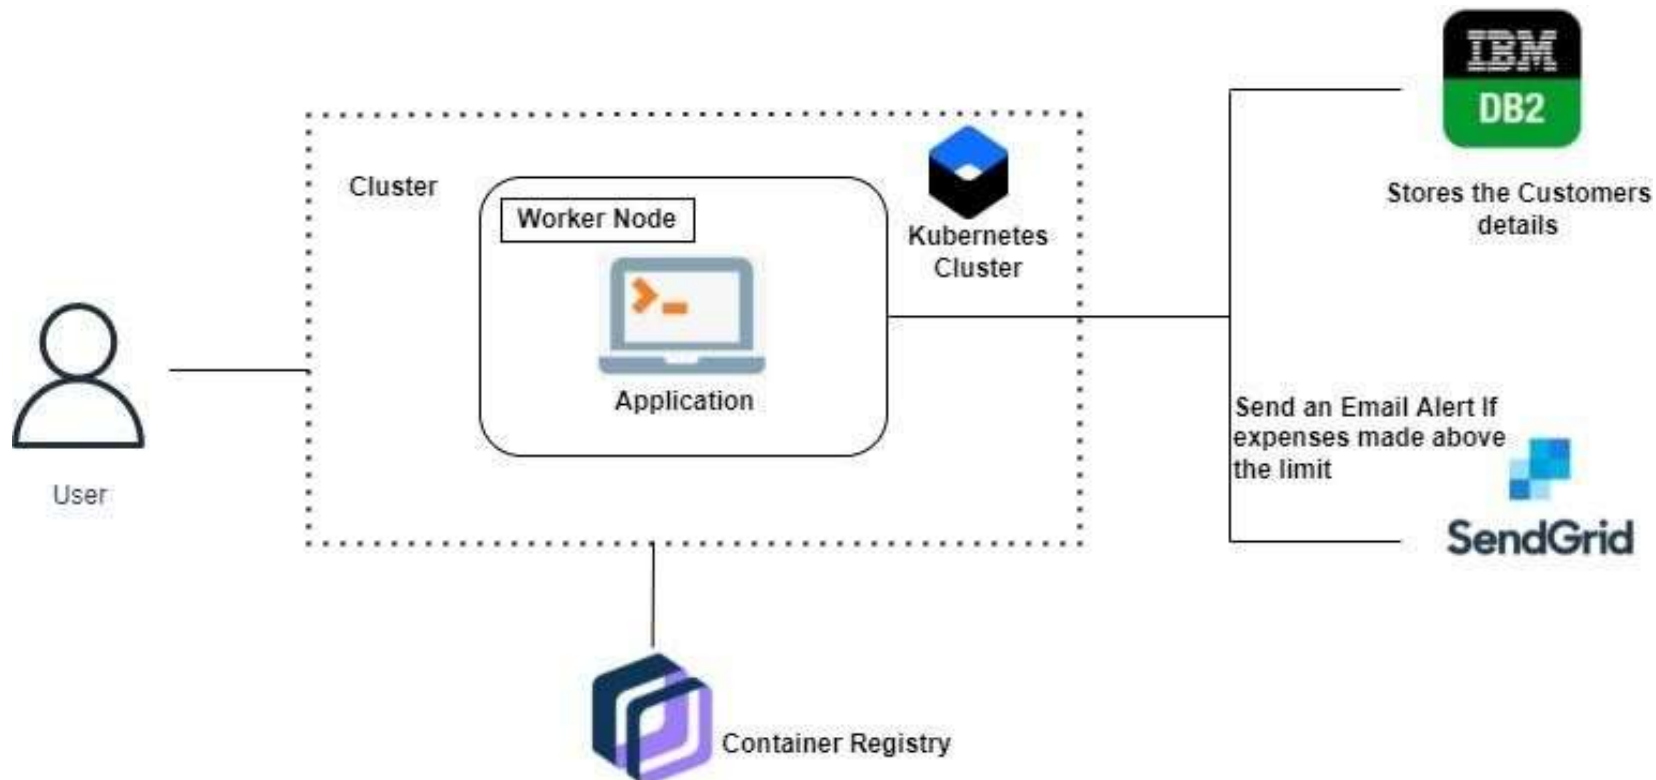 IBM
DB2
Stores the Customers
details
Cluster
Worker Node
Kubernetes
Cluster
Application
User
Send an Email Alert If
expenses made above
the limit
SendGrid
Container Registry